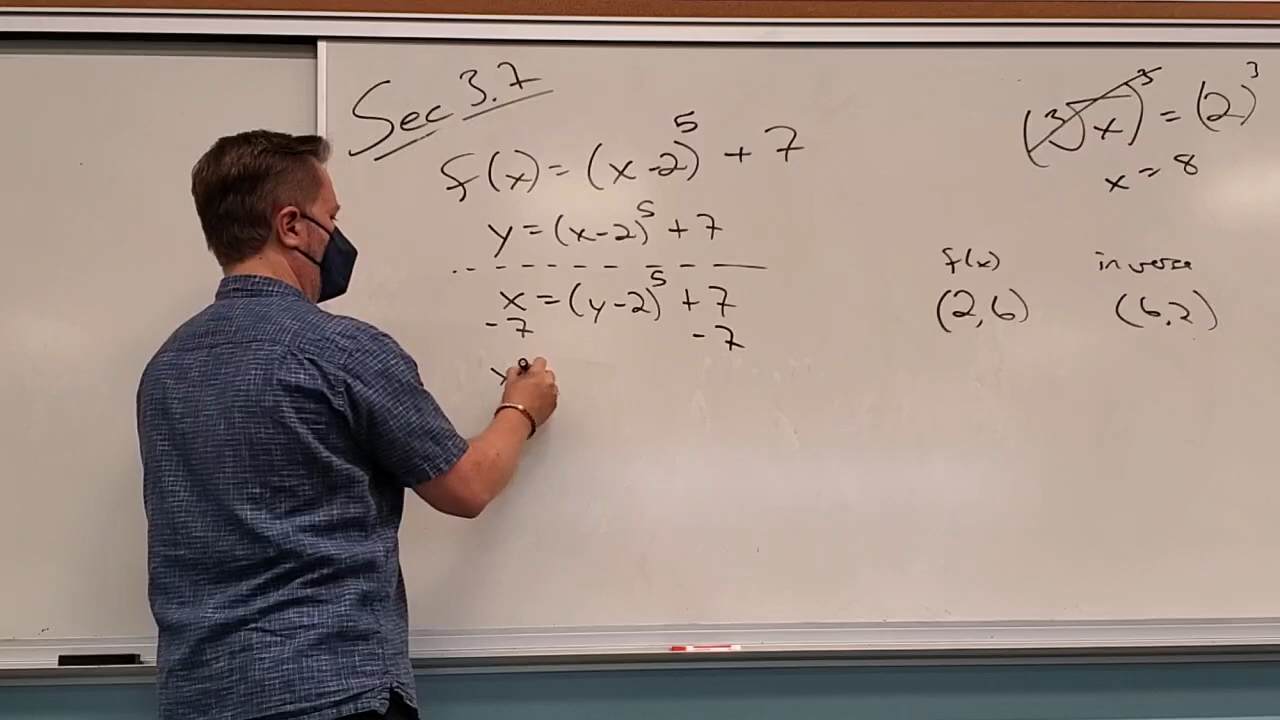 Sec 3.7
f(x) = (x-2)⁵ + 7
y = (x-2)⁵ + 7
x = (y-2)⁵ + 7
-7 -7
x
(³√x)³ = (2)³
x = 8
f(x) inverse
(2,6) (6,2)